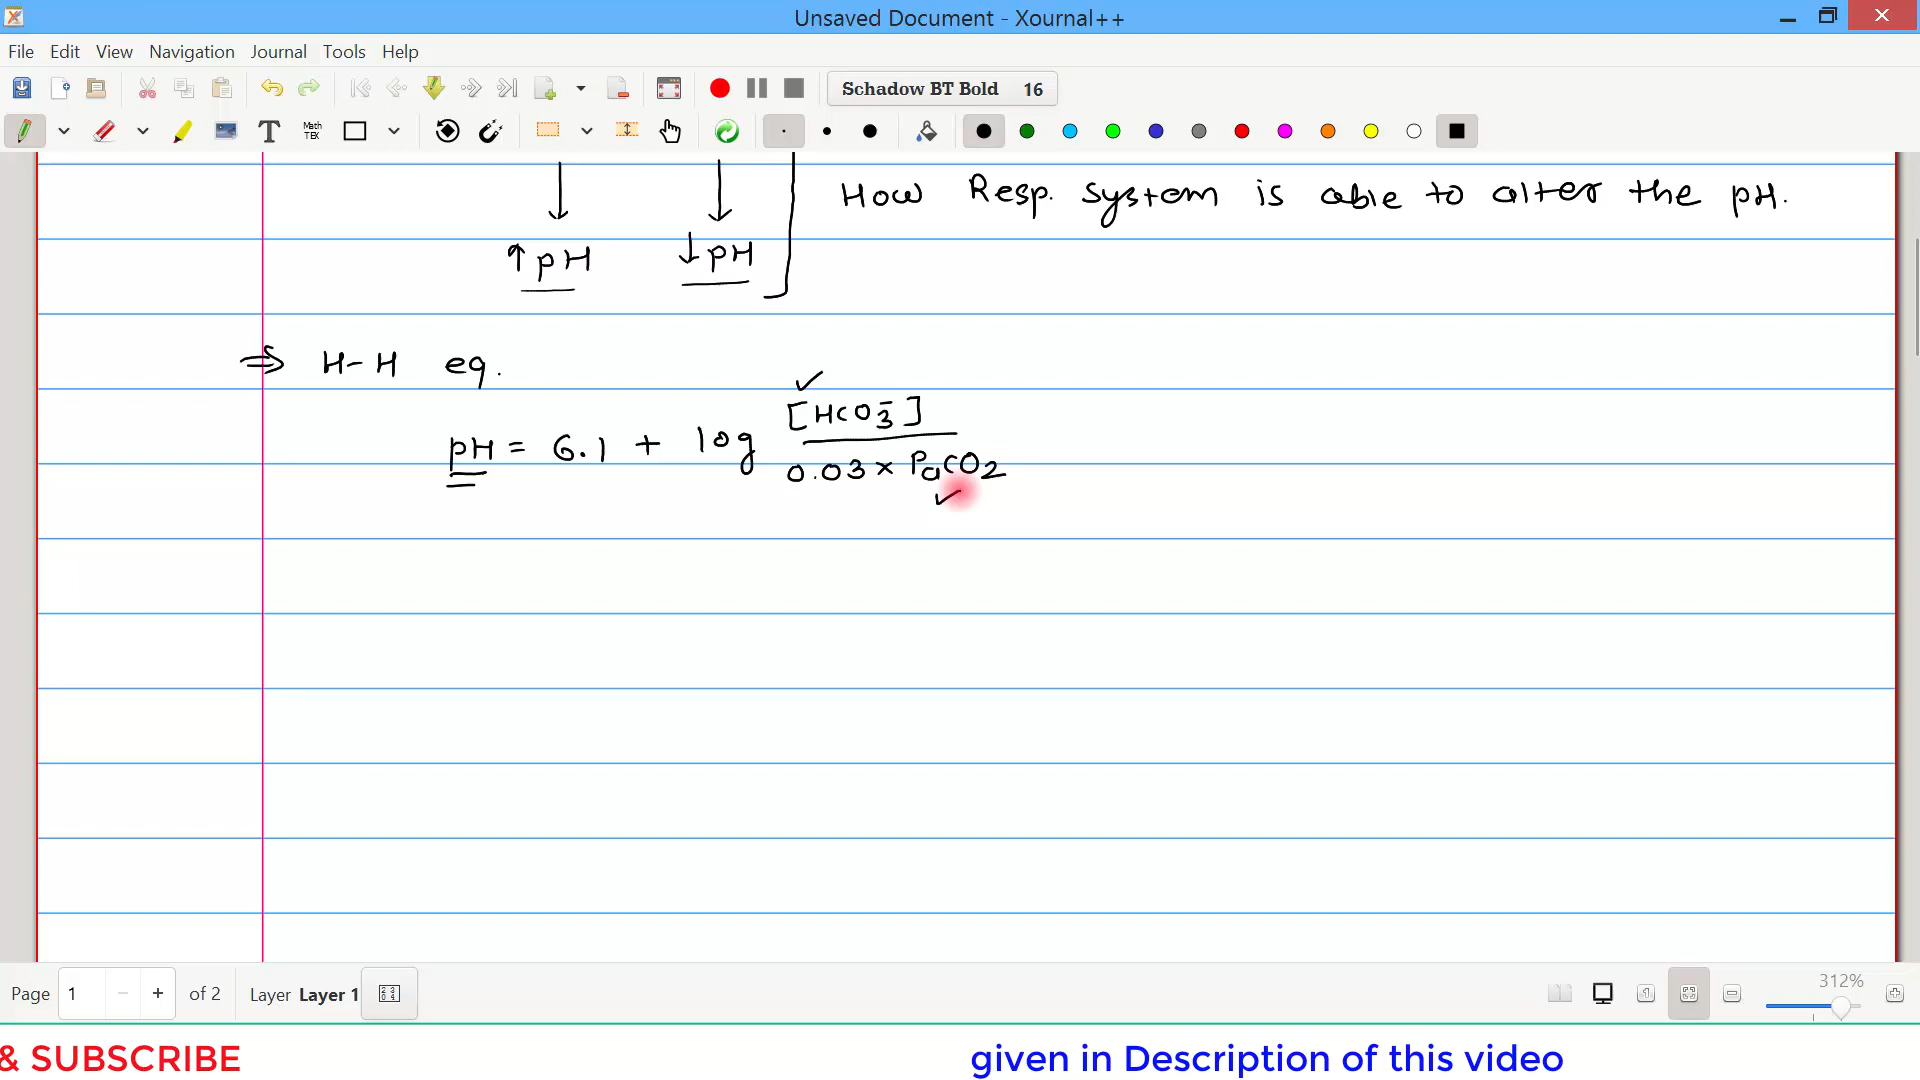 Unsaved Document - Xournal++
File Edit View Navigation Journal Tools Help
Schadow BT Bold 16
Math TEX
How Resp. system is able to alter the pH.
↑ pH ↓ pH
⇒ H-H eq.
[HCO3⁻]
pH = 6.1 + log
0.03 × PaCO2
Page 1 of 2 Layer Layer 1
312%
& SUBSCRIBE given in Description of this video